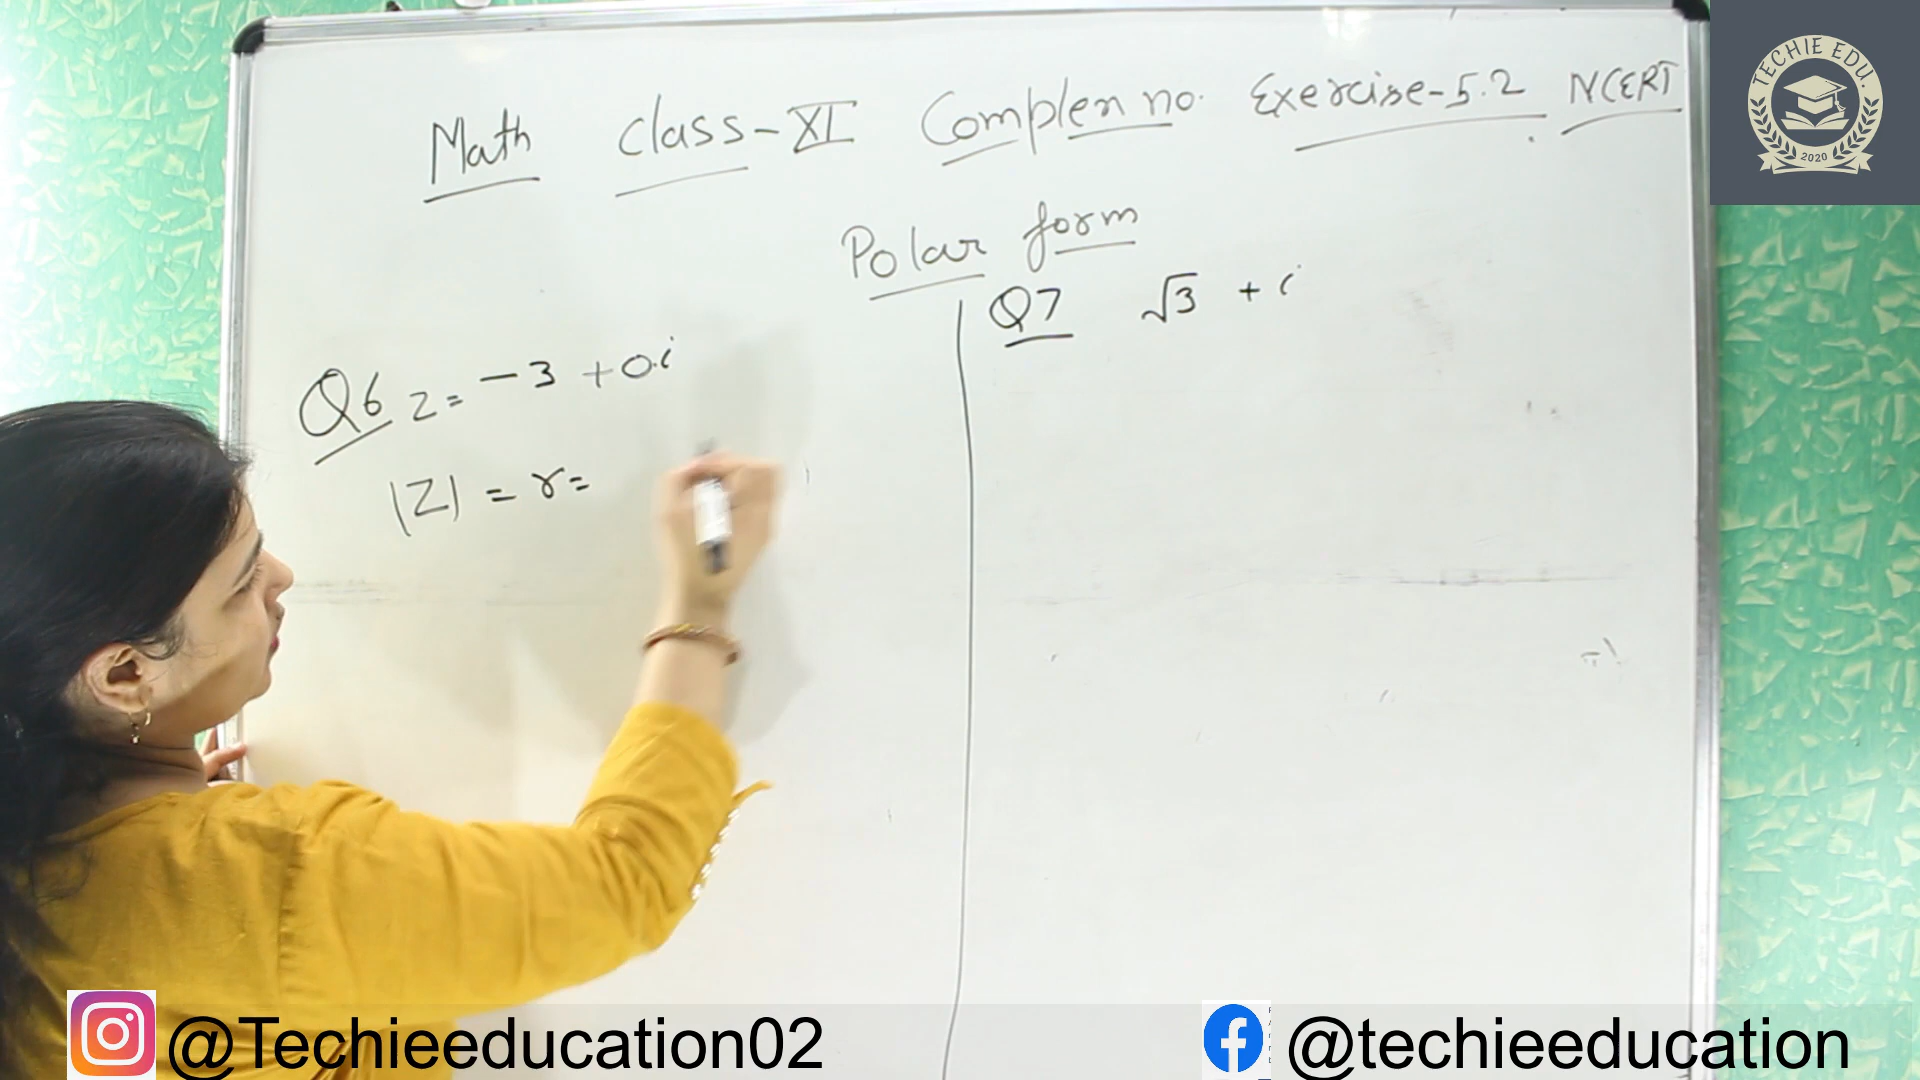 Math class-XI Complex no. Exercise-5.2 NCERT
Polar form
Q6 Z = -3 + 0.i
|Z| = r =
Q7 √3 + i
TECHIE EDU.
2020
@Techieeducation02
@techieeducation